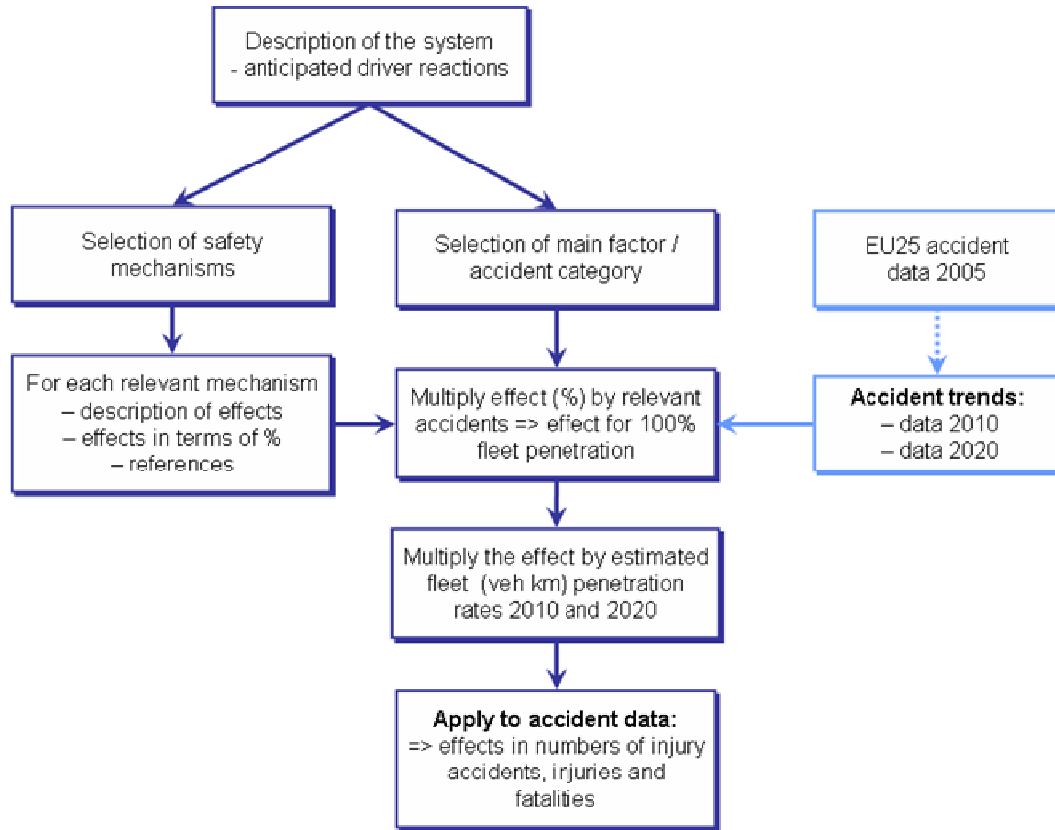 Description of the system
- anticipated driver reactions
Selection of safety
mechanisms
Selection of main factor /
accident category
EU25 accident
data 2005
For each relevant mechanism
– description of effects
– effects in terms of %
– references
Multiply effect (%) by relevant
accidents => effect for 100%
fleet penetration
Accident trends:
– data 2010
– data 2020
Multiply the effect by estimated
fleet (veh km) penetration
rates 2010 and 2020
Apply to accident data:
=> effects in numbers of injury
accidents, injuries and
fatalities